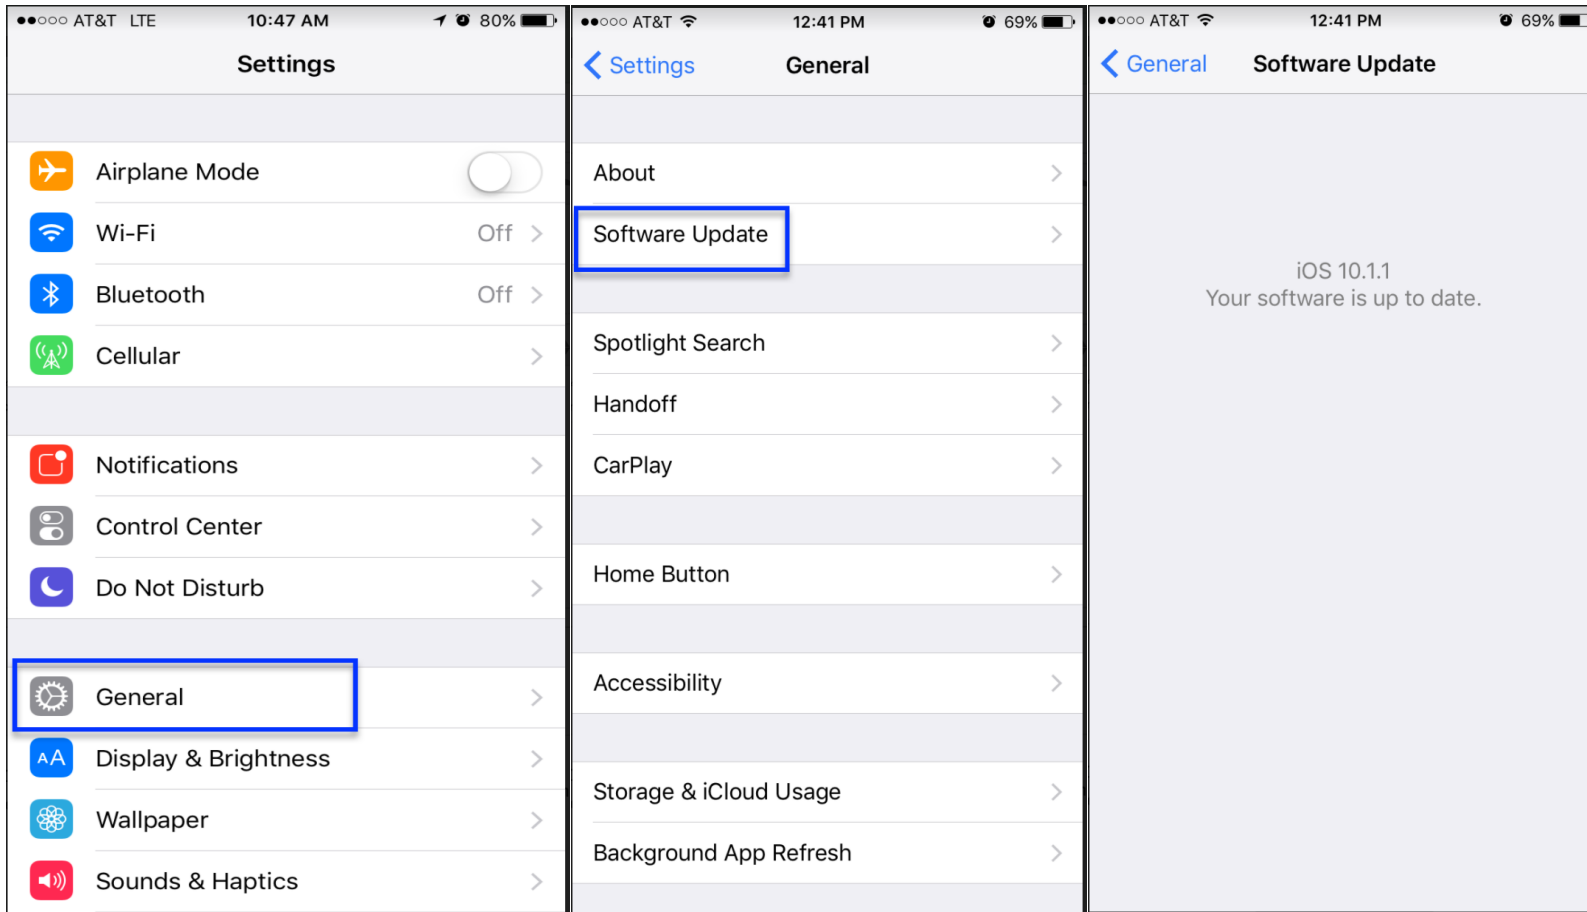 AT&T LTE 10:47 AM 80%
Settings
Airplane Mode
Wi-Fi Off
Bluetooth Off
Cellular
Notifications
Control Center
Do Not Disturb
General
AA Display & Brightness
Wallpaper
Sounds & Haptics
AT&T 12:41 PM 69%
Settings General
About
Software Update
Spotlight Search
Handoff
CarPlay
Home Button
Accessibility
Storage & iCloud Usage
Background App Refresh
AT&T 12:41 PM 69%
General Software Update
iOS 10.1.1
Your software is up to date.